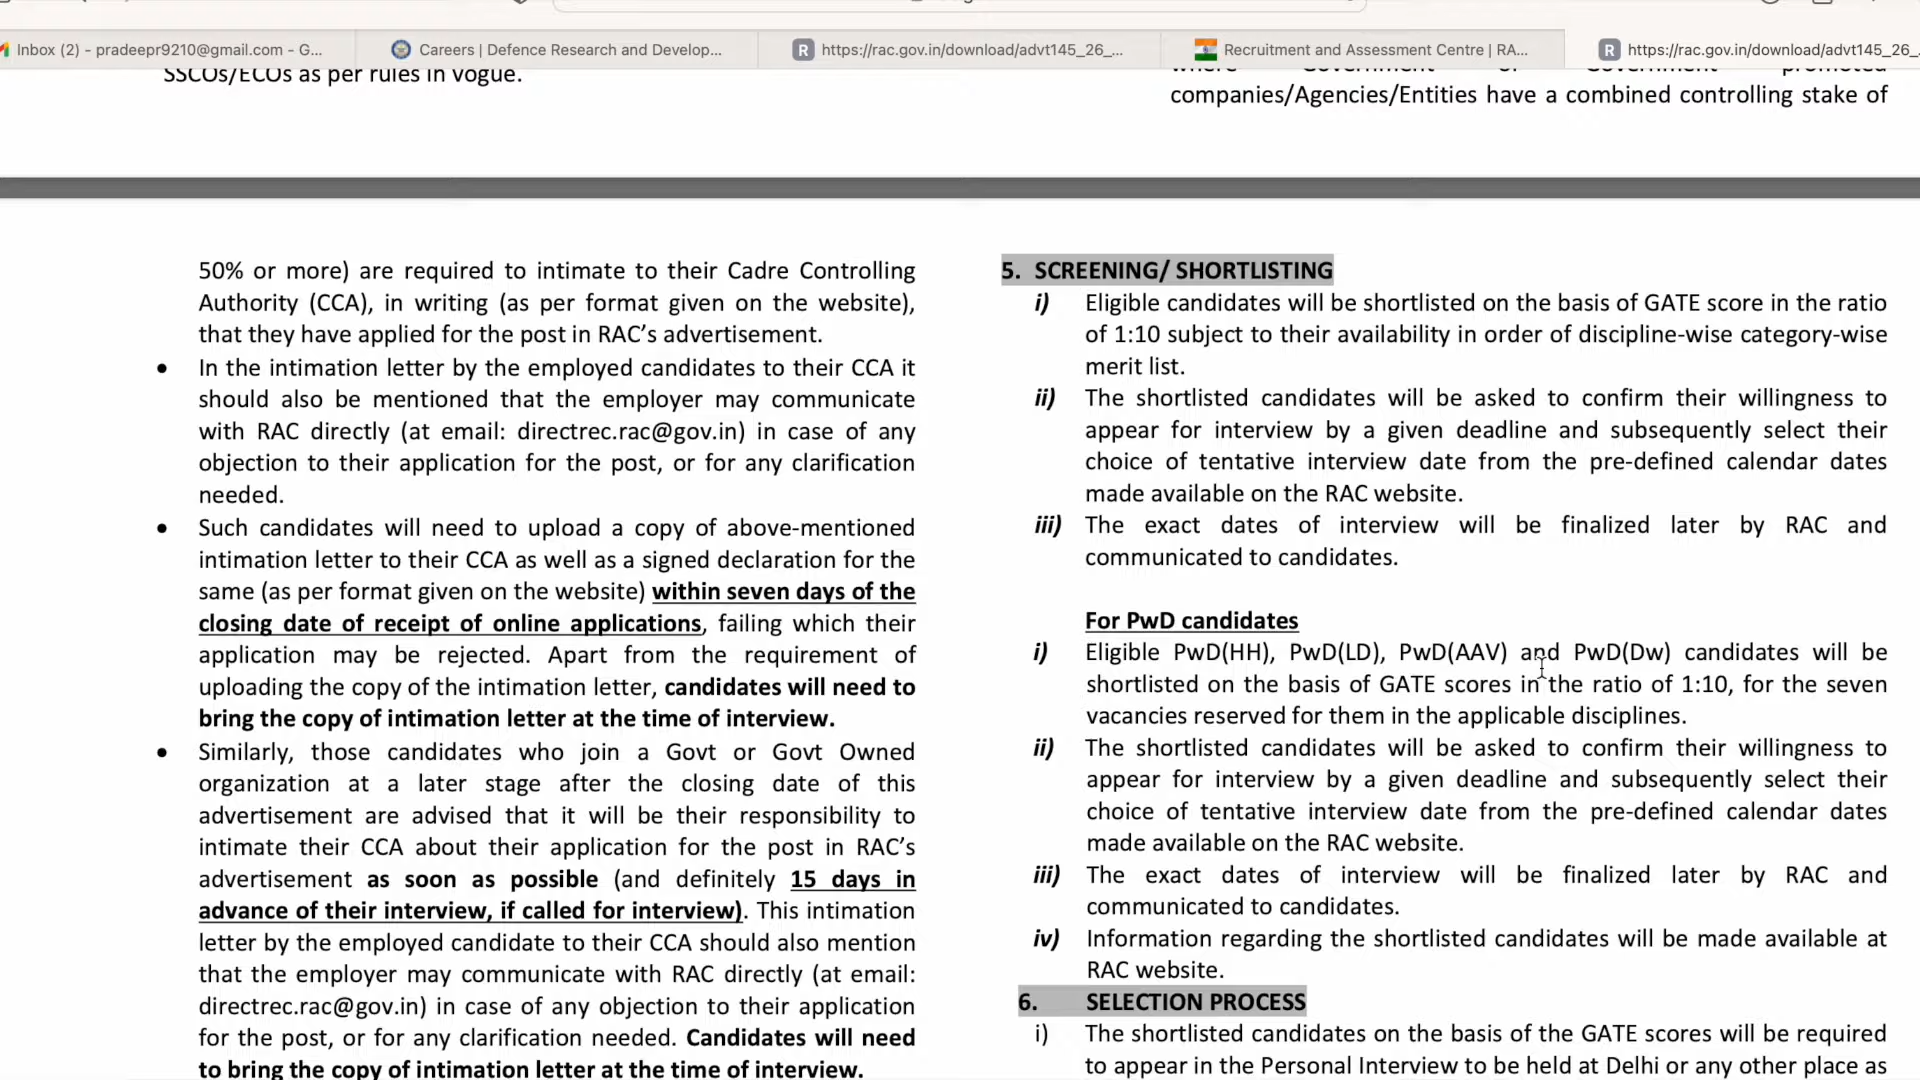 Inbox (2) - pradeepr9210@gmail.com - G...
Careers | Defence Research and Develop...
R https://rac.gov.in/download/advt145_26_...
Recruitment and Assessment Centre | RA...
R https://rac.gov.in/download/advt145_26_
SSCOs/ECOs as per rules in vogue.
where Government or Government promoted
companies/Agencies/Entities have a combined controlling stake of
50% or more) are required to intimate to their Cadre Controlling
Authority (CCA), in writing (as per format given on the website),
that they have applied for the post in RAC’s advertisement.
• In the intimation letter by the employed candidates to their CCA it
should also be mentioned that the employer may communicate
with RAC directly (at email: directrec.rac@gov.in) in case of any
objection to their application for the post, or for any clarification
needed.
• Such candidates will need to upload a copy of above-mentioned
intimation letter to their CCA as well as a signed declaration for the
same (as per format given on the website) within seven days of the
closing date of receipt of online applications, failing which their
application may be rejected. Apart from the requirement of
uploading the copy of the intimation letter, candidates will need to
bring the copy of intimation letter at the time of interview.
• Similarly, those candidates who join a Govt or Govt Owned
organization at a later stage after the closing date of this
advertisement are advised that it will be their responsibility to
intimate their CCA about their application for the post in RAC’s
advertisement as soon as possible (and definitely 15 days in
advance of their interview, if called for interview). This intimation
letter by the employed candidate to their CCA should also mention
that the employer may communicate with RAC directly (at email:
directrec.rac@gov.in) in case of any objection to their application
for the post, or for any clarification needed. Candidates will need
to bring the copy of intimation letter at the time of interview.
5. SCREENING/ SHORTLISTING
i) Eligible candidates will be shortlisted on the basis of GATE score in the ratio
of 1:10 subject to their availability in order of discipline-wise category-wise
merit list.
ii) The shortlisted candidates will be asked to confirm their willingness to
appear for interview by a given deadline and subsequently select their
choice of tentative interview date from the pre-defined calendar dates
made available on the RAC website.
iii) The exact dates of interview will be finalized later by RAC and
communicated to candidates.
For PwD candidates
i) Eligible PwD(HH), PwD(LD), PwD(AAV) and PwD(Dw) candidates will be
shortlisted on the basis of GATE scores in the ratio of 1:10, for the seven
vacancies reserved for them in the applicable disciplines.
ii) The shortlisted candidates will be asked to confirm their willingness to
appear for interview by a given deadline and subsequently select their
choice of tentative interview date from the pre-defined calendar dates
made available on the RAC website.
iii) The exact dates of interview will be finalized later by RAC and
communicated to candidates.
iv) Information regarding the shortlisted candidates will be made available at
RAC website.
6. SELECTION PROCESS
i) The shortlisted candidates on the basis of the GATE scores will be required
to appear in the Personal Interview to be held at Delhi or any other place as